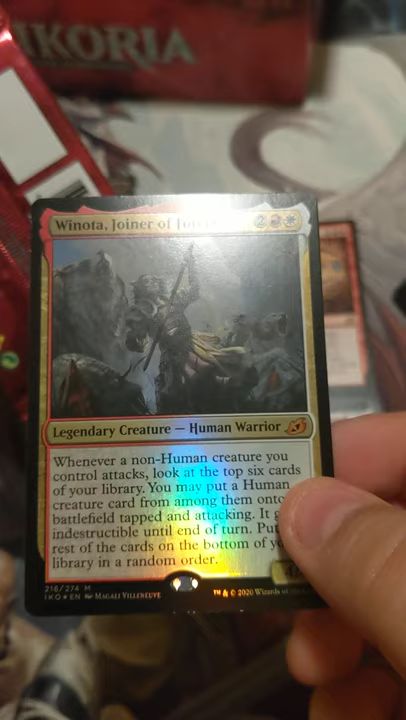 IKORIA
Winota, Joiner of
2
Legendary Creature — Human Warrior
Whenever a non-Human creature you
control attacks, look at the top six cards
of your library. You may put a Human
creature card from among them onto
battlefield tapped and attacking. It
indestructible until end of turn. Put
rest of the cards on the bottom of
library in a random order.
216/274 M
IKO ★ EN MAGALI VILLENEUVE
™ & © 2020 Wizards of the